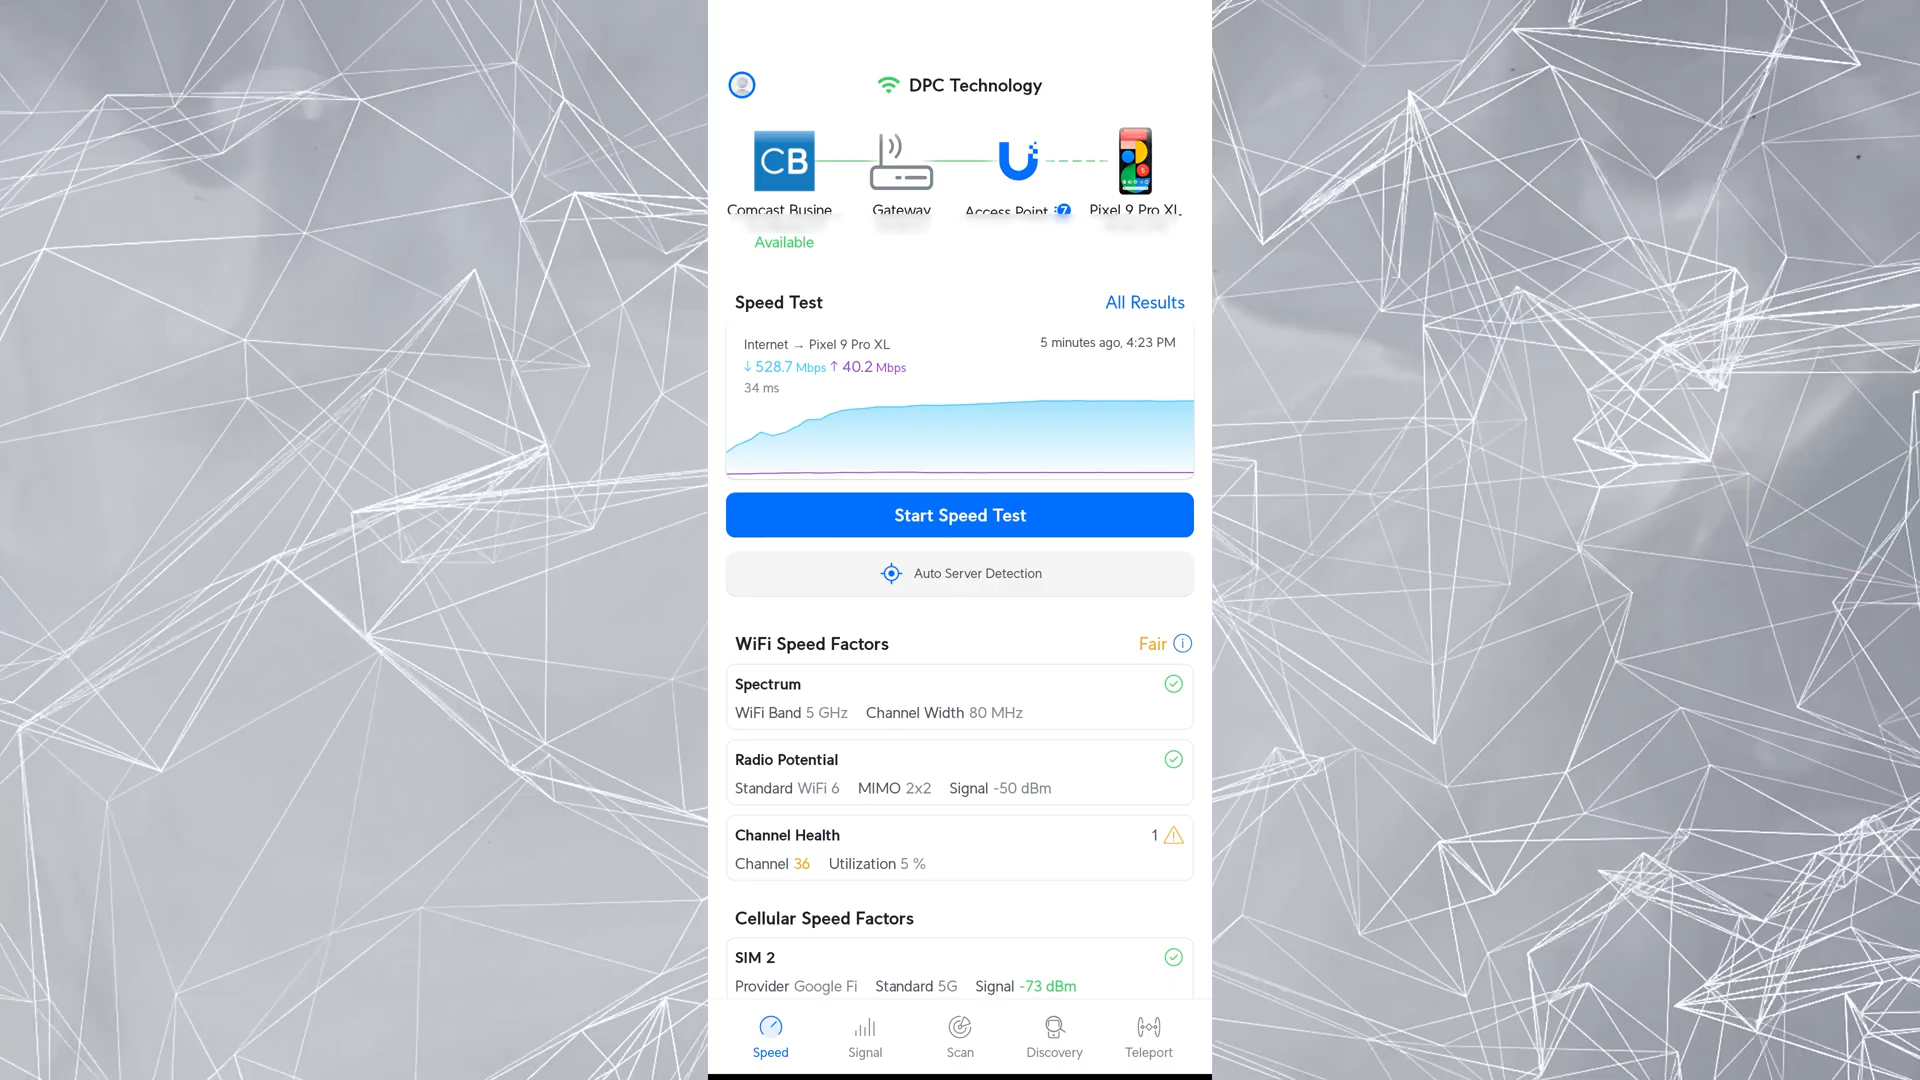 DPC Technology
CB
Comcast Busine
Gateway
Access Point 7
Pixel 9 Pro XL
Available
Speed Test
All Results
Internet → Pixel 9 Pro XL
5 minutes ago, 4:23 PM
↓ 528.7 Mbps ↑ 40.2 Mbps
34 ms
Start Speed Test
Auto Server Detection
WiFi Speed Factors
Fair
Spectrum
WiFi Band 5 GHz Channel Width 80 MHz
Radio Potential
Standard WiFi 6 MIMO 2x2 Signal -50 dBm
Channel Health
1
Channel 36 Utilization 5 %
Cellular Speed Factors
SIM 2
Provider Google Fi Standard 5G Signal -73 dBm
Speed
Signal
Scan
Discovery
Teleport